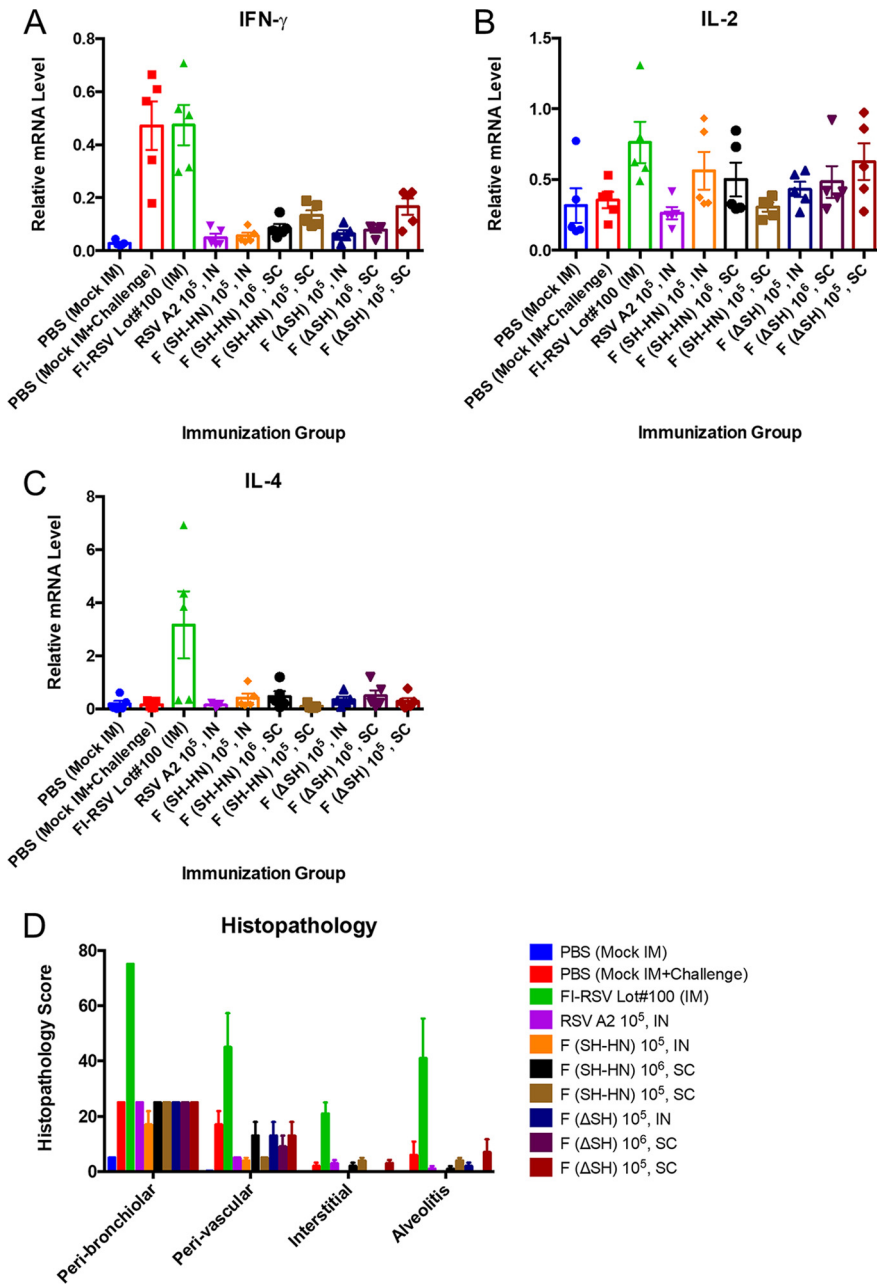 A
IFN-γ
Relative mRNA Level
0.8
0.6
0.4
0.2
0.0
PBS (Mock IM)
PBS (Mock IM+Challenge)
FI-RSV Lot#100 (IM)
RSV A2 10⁵, IN
F (SH-HN) 10⁵, IN
F (SH-HN) 10⁶, SC
F (SH-HN) 10⁵, SC
F (ΔSH) 10⁵, IN
F (ΔSH) 10⁶, SC
F (ΔSH) 10⁵, SC
Immunization Group
B
IL-2
Relative mRNA Level
1.5
1.0
0.5
0.0
PBS (Mock IM)
PBS (Mock IM+Challenge)
FI-RSV Lot#100 (IM)
RSV A2 10⁵, IN
F (SH-HN) 10⁵, IN
F (SH-HN) 10⁶, SC
F (SH-HN) 10⁵, SC
F (ΔSH) 10⁵, IN
F (ΔSH) 10⁶, SC
F (ΔSH) 10⁵, SC
Immunization Group
C
IL-4
Relative mRNA Level
8
6
4
2
0
PBS (Mock IM)
PBS (Mock IM+Challenge)
FI-RSV Lot#100 (IM)
RSV A2 10⁵, IN
F (SH-HN) 10⁵, IN
F (SH-HN) 10⁶, SC
F (SH-HN) 10⁵, SC
F (ΔSH) 10⁵, IN
F (ΔSH) 10⁶, SC
F (ΔSH) 10⁵, SC
Immunization Group
D
Histopathology
Histopathology Score
80
60
40
20
0
Peri-bronchiolar
Peri-vascular
Interstitial
Alveolitis
PBS (Mock IM)
PBS (Mock IM+Challenge)
FI-RSV Lot#100 (IM)
RSV A2 10⁵, IN
F (SH-HN) 10⁵, IN
F (SH-HN) 10⁶, SC
F (SH-HN) 10⁵, SC
F (ΔSH) 10⁵, IN
F (ΔSH) 10⁶, SC
F (ΔSH) 10⁵, SC